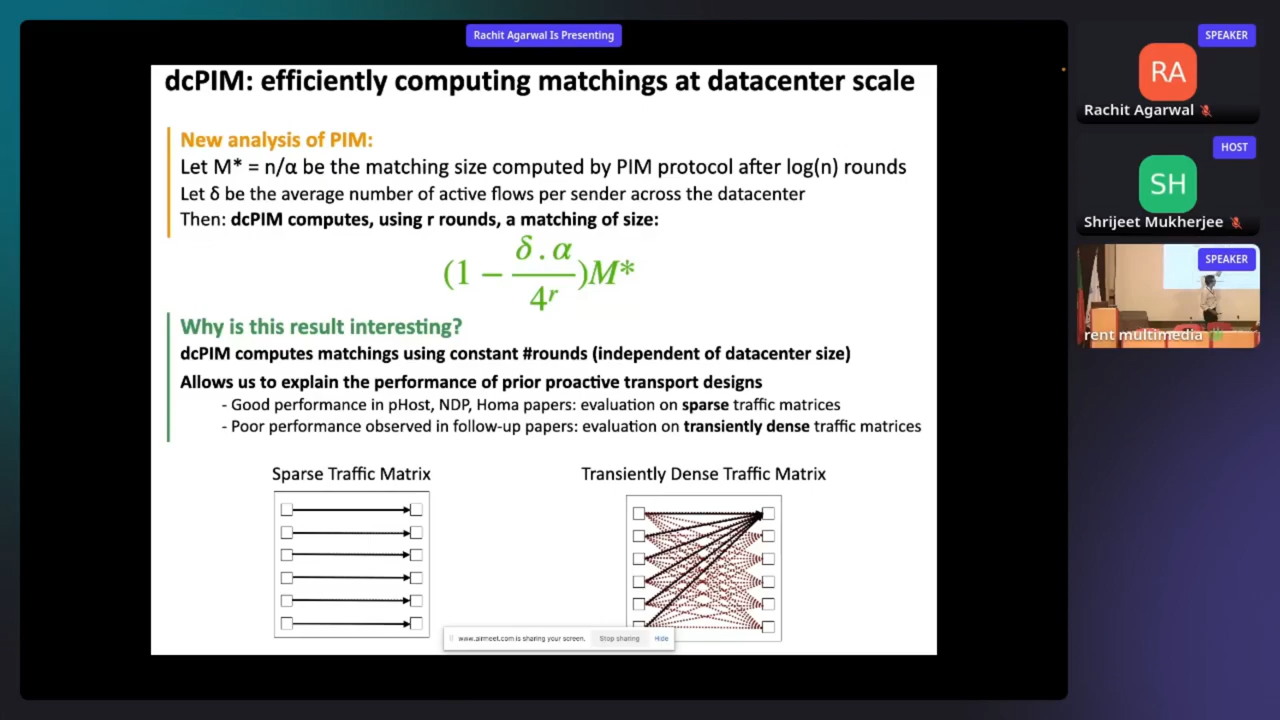 Rachit Agarwal Is Presenting
dcPIM: efficiently computing matchings at datacenter scale
New analysis of PIM:
Let M* = n/α be the matching size computed by PIM protocol after log(n) rounds
Let δ be the average number of active flows per sender across the datacenter
Then: dcPIM computes, using r rounds, a matching of size:
(1 − δ . α / 4^r)M*
Why is this result interesting?
dcPIM computes matchings using constant #rounds (independent of datacenter size)
Allows us to explain the performance of prior proactive transport designs
- Good performance in pHost, NDP, Homa papers: evaluation on sparse traffic matrices
- Poor performance observed in follow-up papers: evaluation on transiently dense traffic matrices
Sparse Traffic Matrix
Transiently Dense Traffic Matrix
www.airmeet.com is sharing your screen. Stop sharing Hide
SPEAKER
RA
Rachit Agarwal
HOST
SH
Shrijeet Mukherjee
SPEAKER
rent multimedia